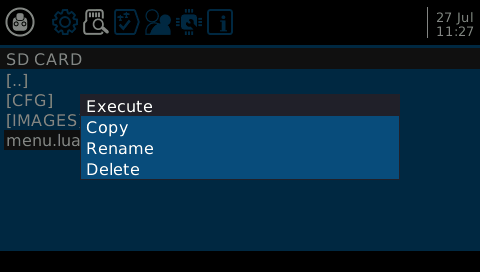 27 Jul
11:27
SD CARD
[..]
[CFG]
[IMAGES
menu.lua
Execute
Copy
Rename
Delete